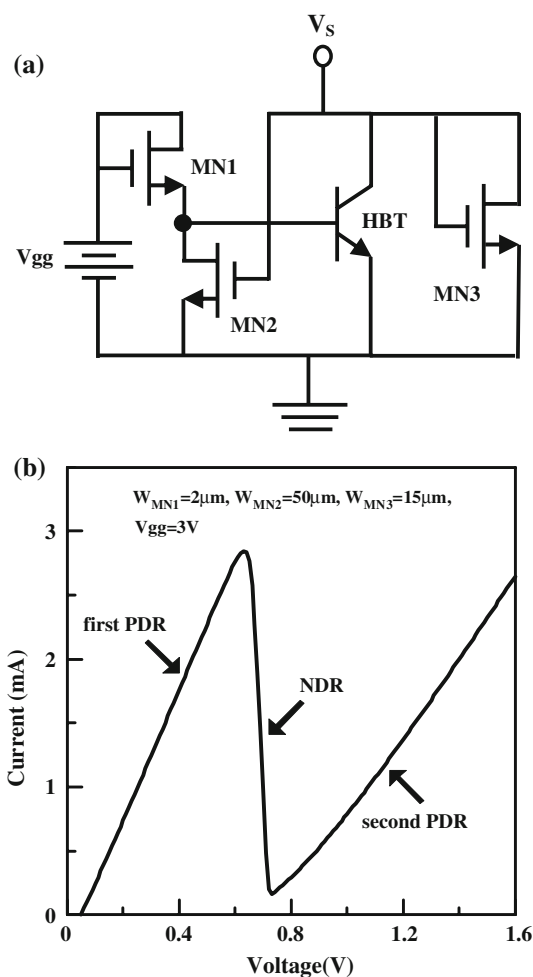 (a)
V_S
MN1
HBT
Vgg
MN2
MN3
(b)
W_MN1=2μm, W_MN2=50μm, W_MN3=15μm,
Vgg=3V
first PDR
NDR
second PDR
Current (mA)
3
2
1
0
0
0.4
0.8
1.2
1.6
Voltage(V)